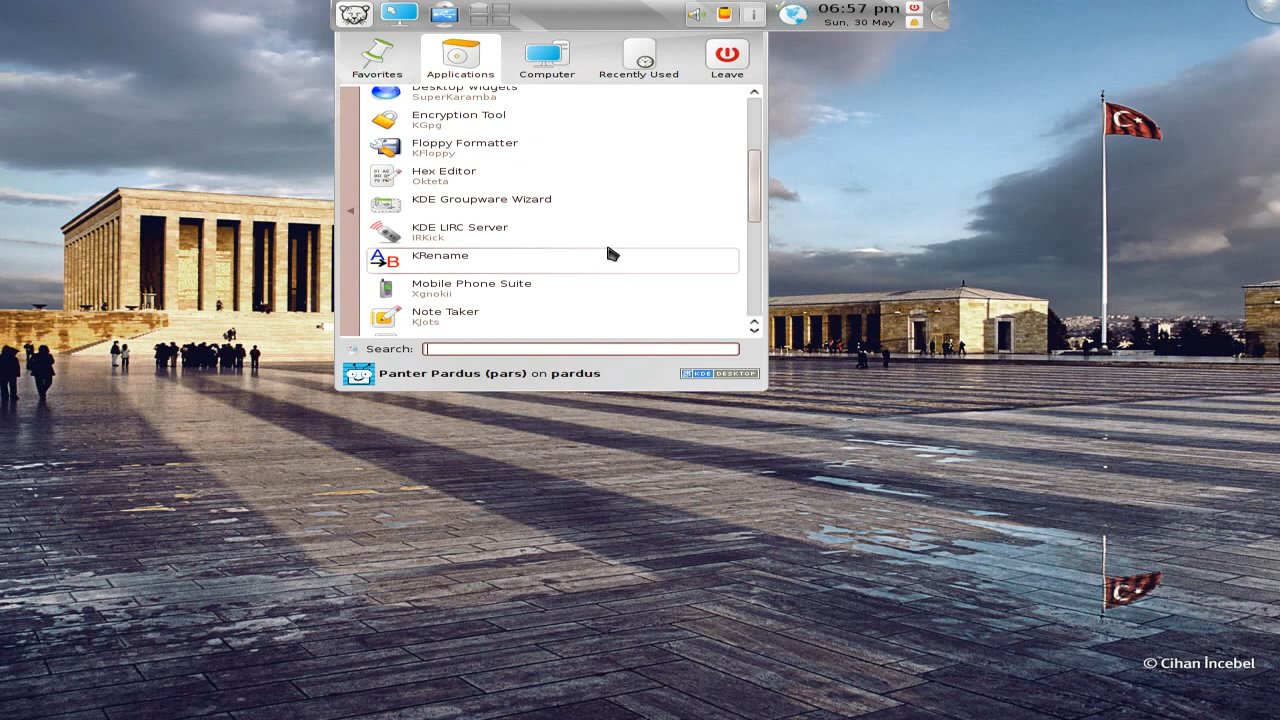 06:57 pm
Sun, 30 May
Favorites
Applications
Computer
Recently Used
Leave
Desktop Widgets
SuperKaramba
Encryption Tool
KGpg
Floppy Formatter
KFloppy
Hex Editor
Okteta
KDE Groupware Wizard
KDE LIRC Server
IRKick
A
B
KRename
Mobile Phone Suite
Xgnokii
Note Taker
KJots
Search:
Panter Pardus (pars) on pardus
KDE DESKTOP
© Cihan İncebel